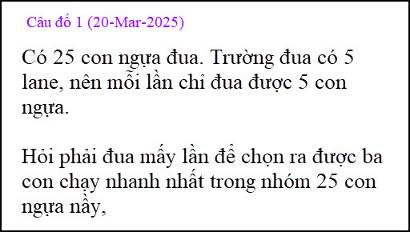 Câu đố 1 (20-Mar-2025)
Có 25 con ngựa đua. Trường đua có 5
lane, nên mỗi lần chỉ đua được 5 con
ngựa.
Hỏi phải đua mấy lần để chọn ra được ba
con chạy nhanh nhất trong nhóm 25 con
ngựa nầy,